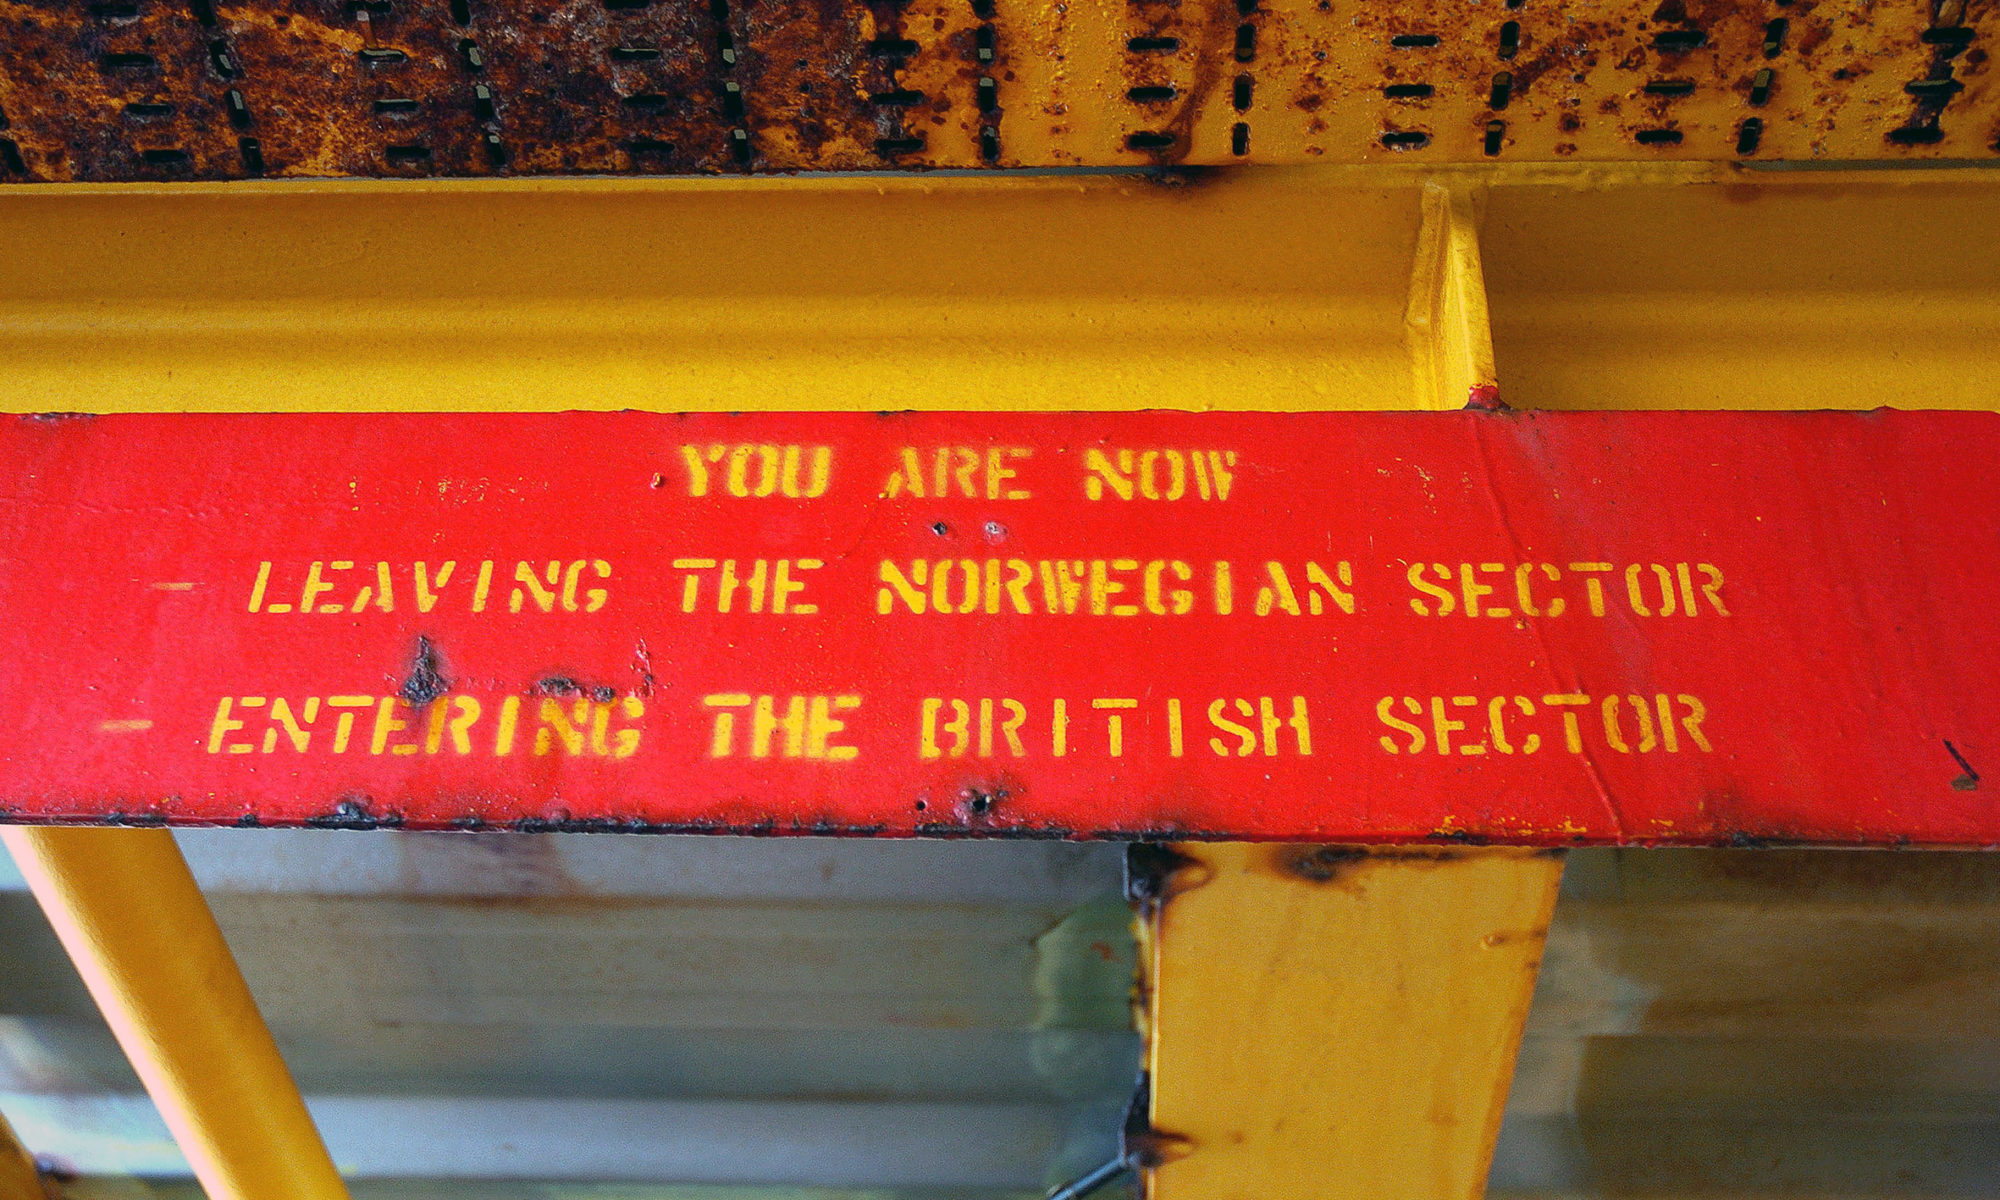 YOU ARE NOW
- LEAVING THE NORWEGIAN SECTOR
- ENTERING THE BRITISH SECTOR